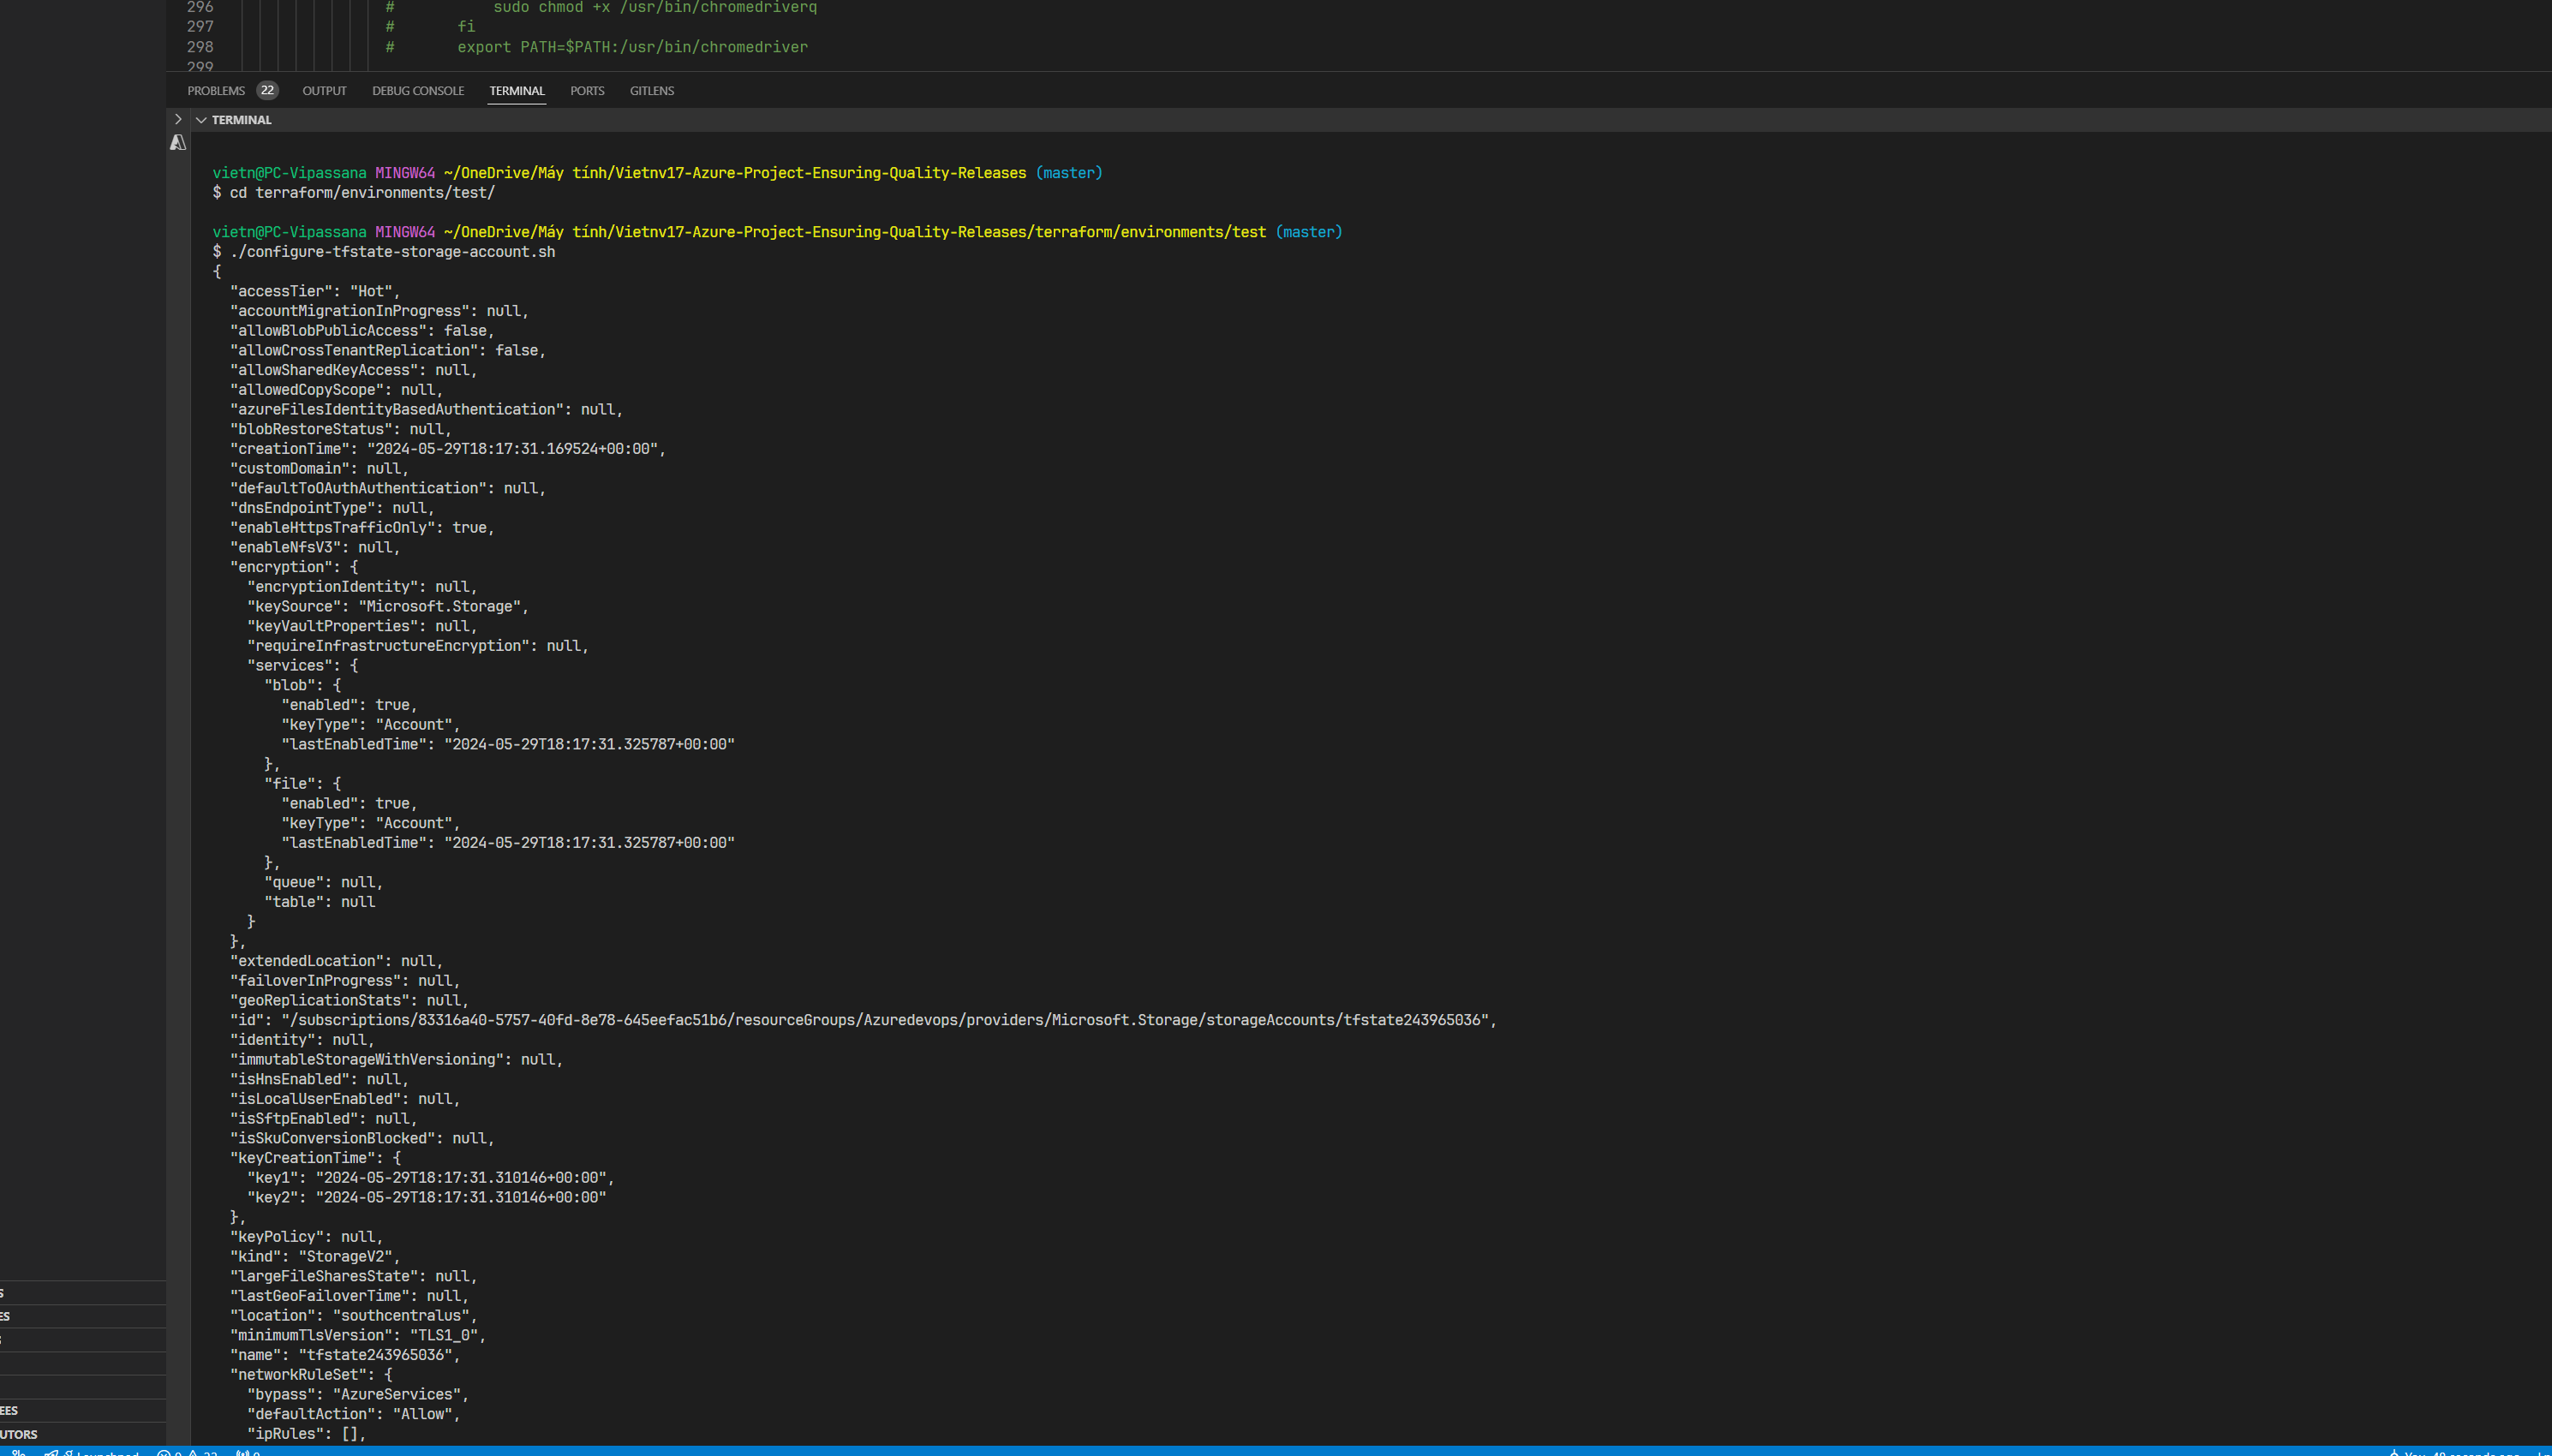 296 # sudo chmod +x /usr/bin/chromedriverq
297 # fi
298 # export PATH=$PATH:/usr/bin/chromedriver
299
PROBLEMS 22 OUTPUT DEBUG CONSOLE TERMINAL PORTS GITLENS
TERMINAL
vietn@PC-Vipassana MINGW64 ~/OneDrive/Máy tính/Vietnv17-Azure-Project-Ensuring-Quality-Releases (master)
$ cd terraform/environments/test/
vietn@PC-Vipassana MINGW64 ~/OneDrive/Máy tính/Vietnv17-Azure-Project-Ensuring-Quality-Releases/terraform/environments/test (master)
$ ./configure-tfstate-storage-account.sh
{
"accessTier": "Hot",
"accountMigrationInProgress": null,
"allowBlobPublicAccess": false,
"allowCrossTenantReplication": false,
"allowSharedKeyAccess": null,
"allowedCopyScope": null,
"azureFilesIdentityBasedAuthentication": null,
"blobRestoreStatus": null,
"creationTime": "2024-05-29T18:17:31.169524+00:00",
"customDomain": null,
"defaultToOAuthAuthentication": null,
"dnsEndpointType": null,
"enableHttpsTrafficOnly": true,
"enableNfsV3": null,
"encryption": {
"encryptionIdentity": null,
"keySource": "Microsoft.Storage",
"keyVaultProperties": null,
"requireInfrastructureEncryption": null,
"services": {
"blob": {
"enabled": true,
"keyType": "Account",
"lastEnabledTime": "2024-05-29T18:17:31.325787+00:00"
},
"file": {
"enabled": true,
"keyType": "Account",
"lastEnabledTime": "2024-05-29T18:17:31.325787+00:00"
},
"queue": null,
"table": null
}
},
"extendedLocation": null,
"failoverInProgress": null,
"geoReplicationStats": null,
"id": "/subscriptions/83316a40-5757-40fd-8e78-645eefac51b6/resourceGroups/Azuredevops/providers/Microsoft.Storage/storageAccounts/tfstate243965036",
"identity": null,
"immutableStorageWithVersioning": null,
"isHnsEnabled": null,
"isLocalUserEnabled": null,
"isSftpEnabled": null,
"isSkuConversionBlocked": null,
"keyCreationTime": {
"key1": "2024-05-29T18:17:31.310146+00:00",
"key2": "2024-05-29T18:17:31.310146+00:00"
},
"keyPolicy": null,
"kind": "StorageV2",
"largeFileSharesState": null,
"lastGeoFailoverTime": null,
"location": "southcentralus",
"minimumTlsVersion": "TLS1_0",
"name": "tfstate243965036",
"networkRuleSet": {
"bypass": "AzureServices",
"defaultAction": "Allow",
"ipRules": [],